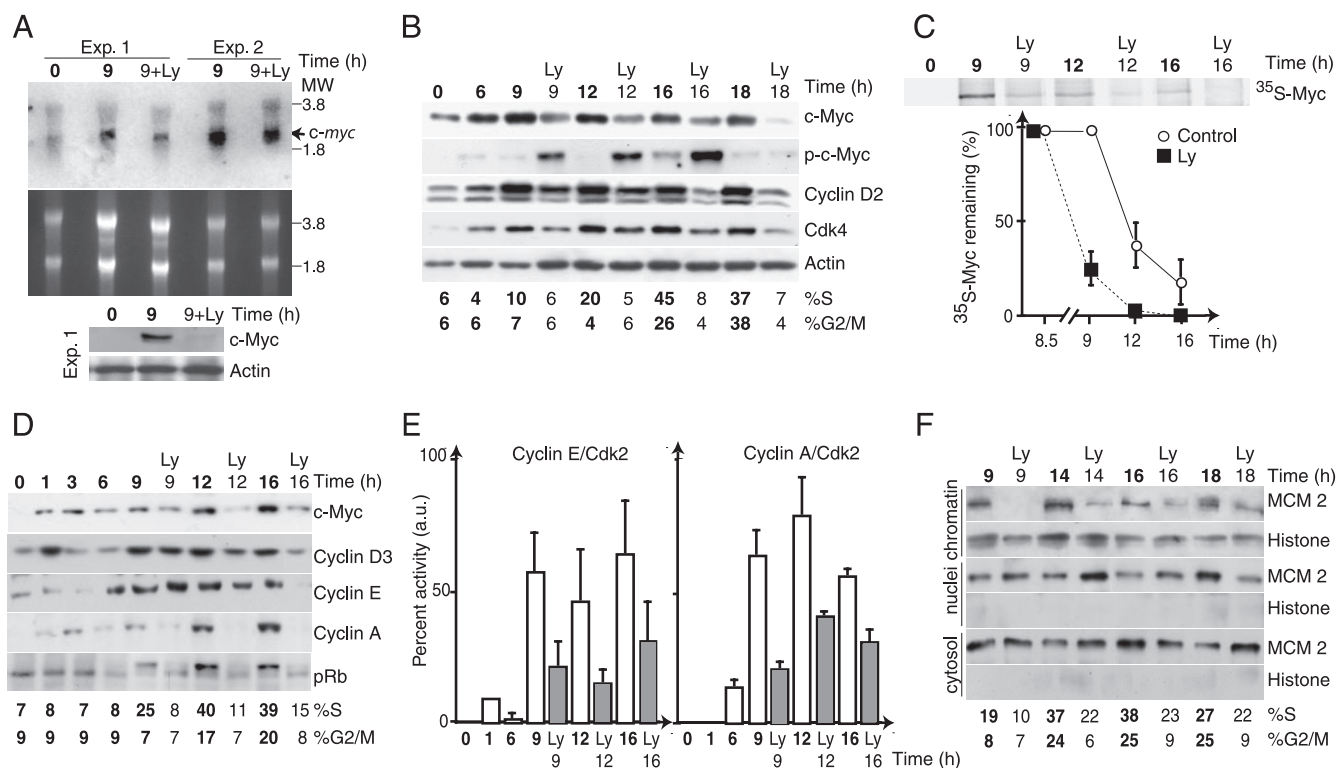 A
Exp. 1 Exp. 2
0 9 9+Ly 9 9+Ly Time (h)
MW
3.8
c-myc
1.8
3.8
1.8
0 9 9+Ly Time (h)
Exp. 1
c-Myc
Actin
B
Ly Ly Ly Ly
0 6 9 9 12 12 16 16 18 18 Time (h)
c-Myc
p-c-Myc
Cyclin D2
Cdk4
Actin
6 4 10 6 20 5 45 8 37 7 %S
6 6 7 6 4 6 26 4 38 4 %G2/M
C
Ly Ly Ly
0 9 9 12 12 16 16 Time (h)
35S-Myc
35S-Myc remaining (%)
100
50
0
Control
Ly
8.5 9 12 16 Time (h)
D
Ly Ly Ly
0 1 3 6 9 9 12 12 16 16 Time (h)
c-Myc
Cyclin D3
Cyclin E
Cyclin A
pRb
7 8 7 8 25 8 40 11 39 15 %S
9 9 9 9 7 7 17 7 20 8 %G2/M
E
Percent activity (a.u.)
100
50
0
Cyclin E/Cdk2 Cyclin A/Cdk2
0 1 6 9 Ly 12 Ly 16 Ly 0 1 6 9 Ly 12 Ly 16 Ly
9 12 16 9 12 16
Time (h)
F
Ly Ly Ly Ly
9 9 14 14 16 16 18 18 Time (h)
chromatin
MCM 2
Histone
nuclei
MCM 2
Histone
cytosol
MCM 2
Histone
19 10 37 22 38 23 27 22 %S
8 7 24 6 25 9 25 9 %G2/M